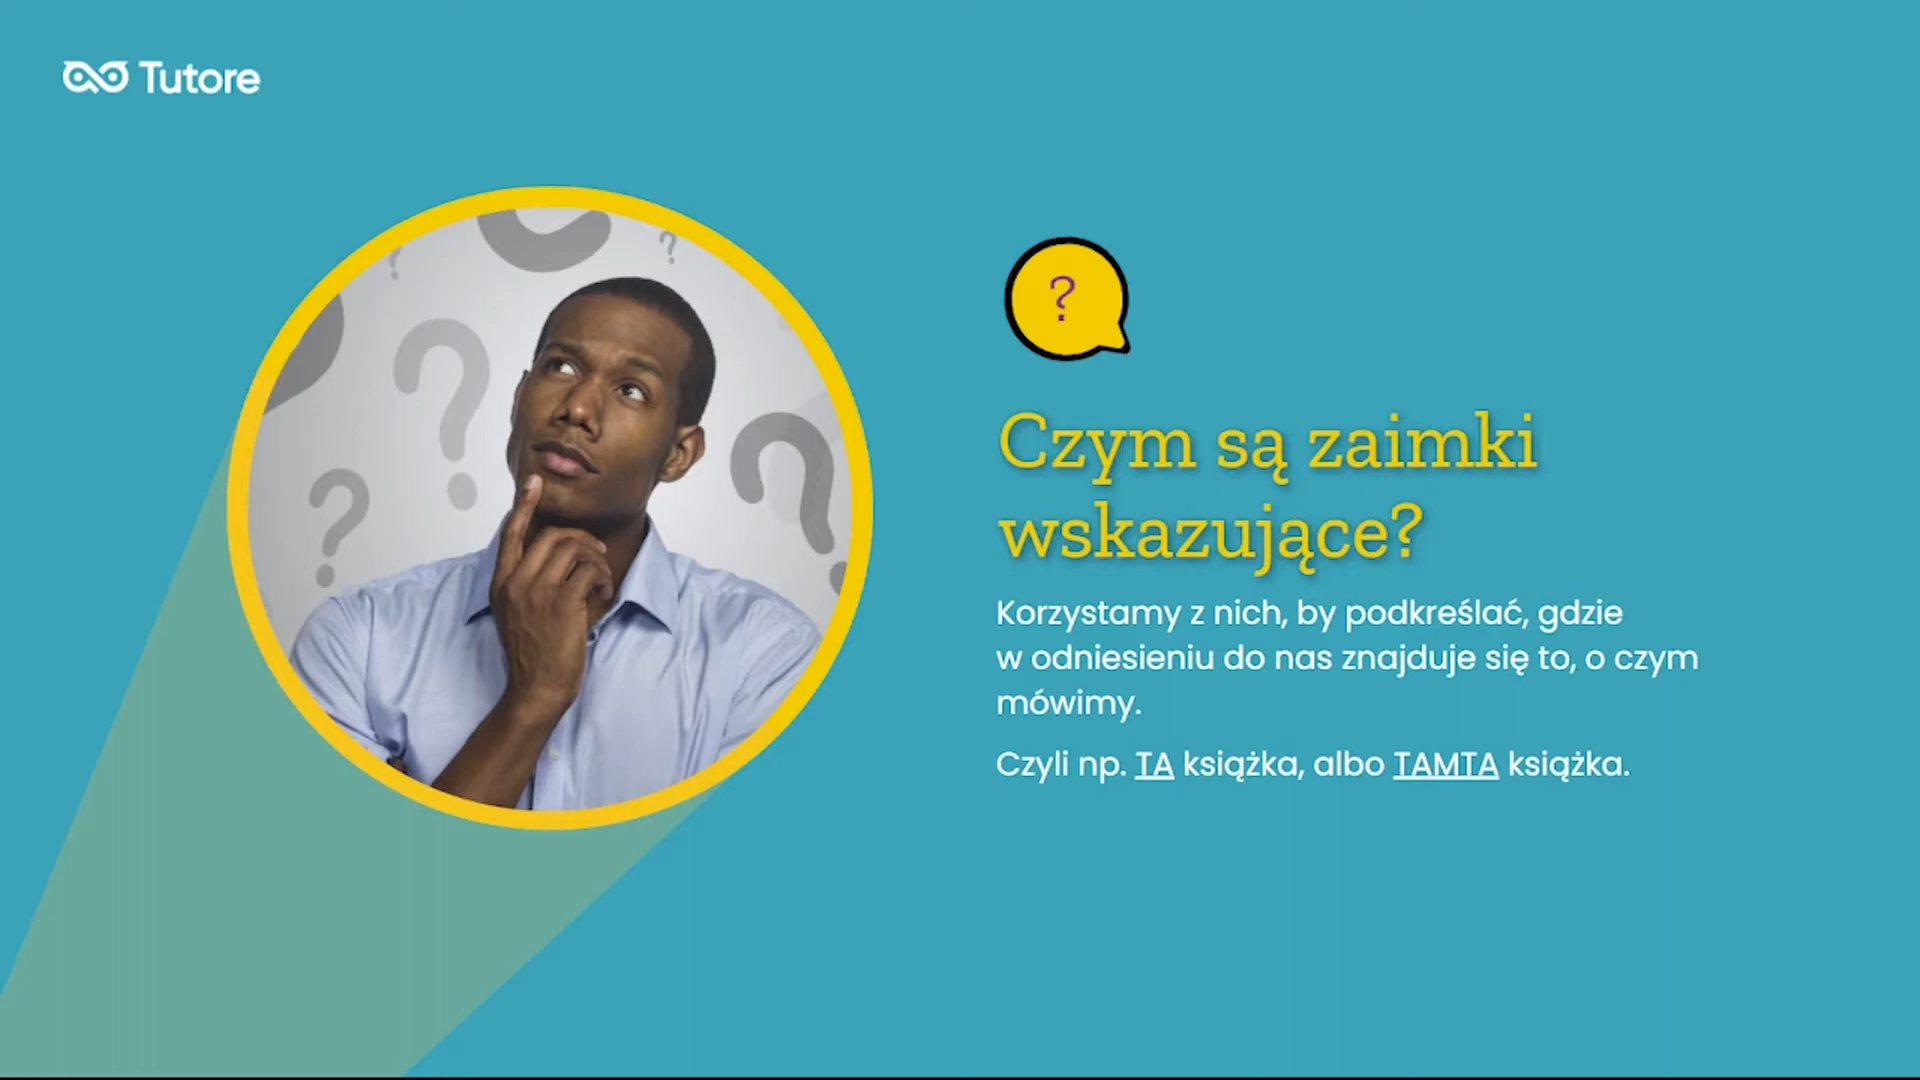 Tutore
?
Czym są zaimki
wskazujące?
Korzystamy z nich, by podkreślać, gdzie
w odniesieniu do nas znajduje się to, o czym
mówimy.
Czyli np. TA książka, albo TAMTA książka.